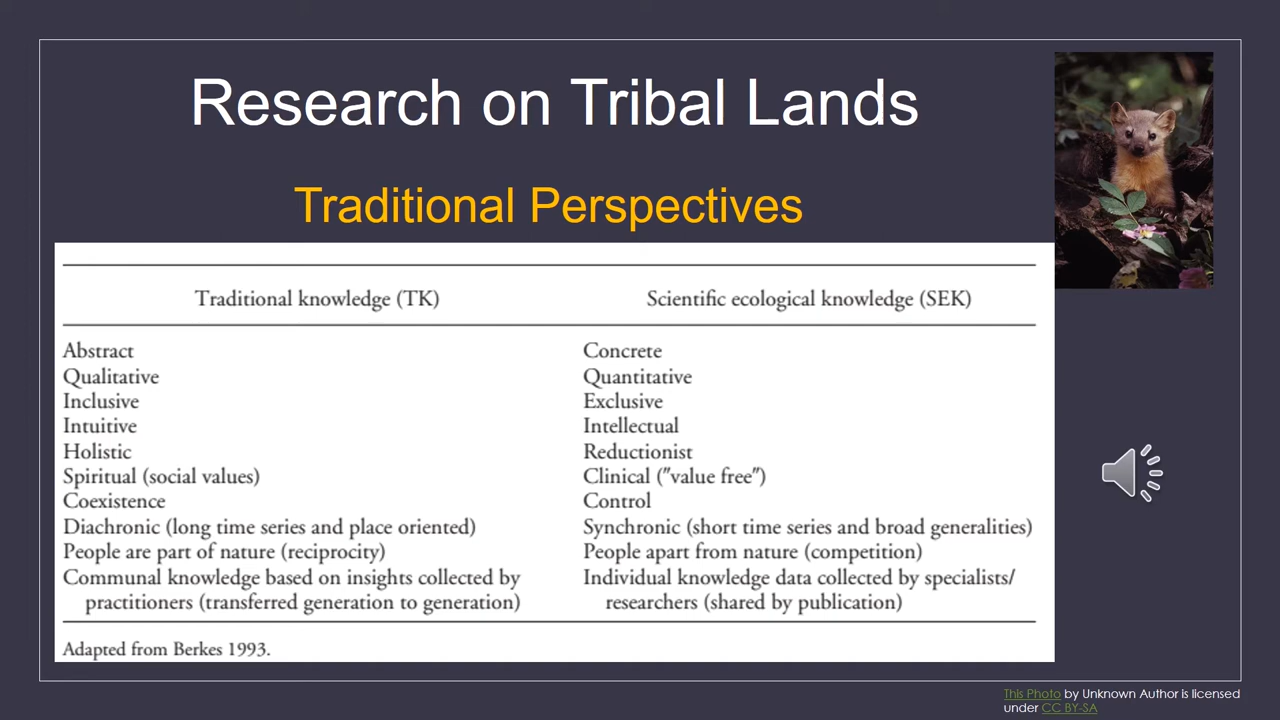 Research on Tribal Lands
Traditional Perspectives
Traditional knowledge (TK) Scientific ecological knowledge (SEK)
Abstract Concrete
Qualitative Quantitative
Inclusive Exclusive
Intuitive Intellectual
Holistic Reductionist
Spiritual (social values) Clinical ("value free")
Coexistence Control
Diachronic (long time series and place oriented) Synchronic (short time series and broad generalities)
People are part of nature (reciprocity) People apart from nature (competition)
Communal knowledge based on insights collected by Individual knowledge data collected by specialists/
practitioners (transferred generation to generation) researchers (shared by publication)
Adapted from Berkes 1993.
This Photo by Unknown Author is licensed
under CC BY-SA